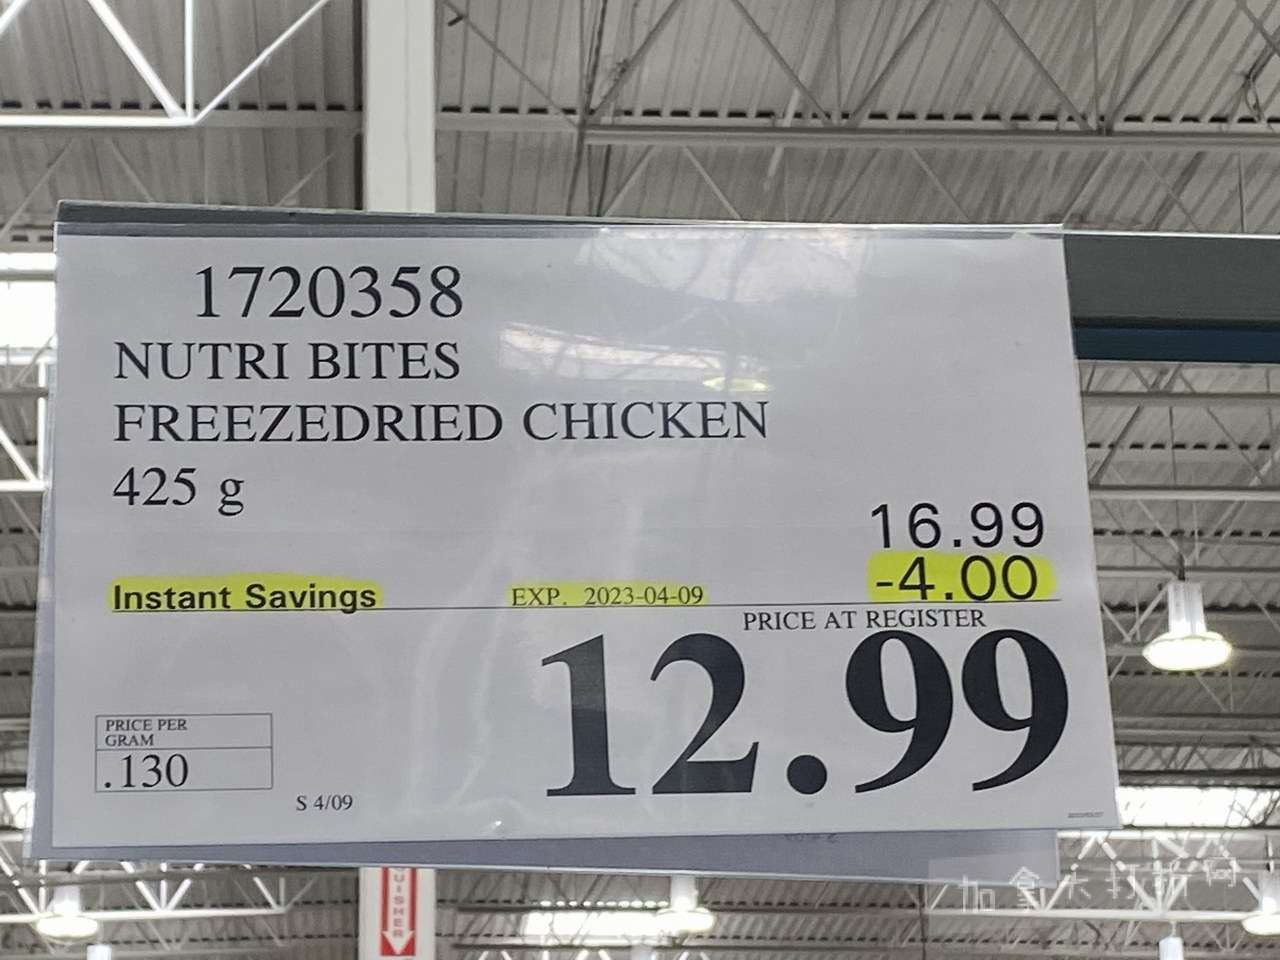 1720358
NUTRI BITES
FREEZEDRIED CHICKEN
425 g
16.99
Instant Savings EXP. 2023-04-09 -4.00
PRICE AT REGISTER
12.99
PRICE PER
GRAM
.130
S 4/09
UISHER
加拿大打折网